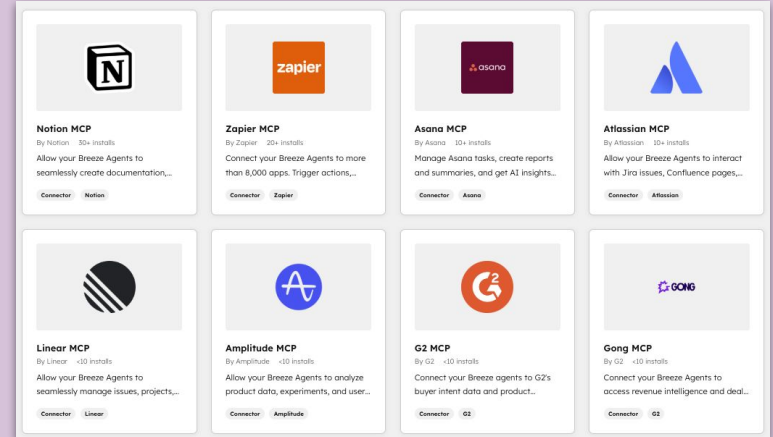 N
zapier
asana
Notion MCP
By Notion 30+ installs
Allow your Breeze Agents to
seamlessly create documentation,...
Connector Notion
Zapier MCP
By Zapier 20+ installs
Connect your Breeze Agents to more
than 8,000 apps. Trigger actions,...
Connector Zapier
Asana MCP
By Asana 10+ installs
Manage Asana tasks, create reports
and summaries, and get AI insights...
Connector Asana
Atlassian MCP
By Atlassian 10+ installs
Allow your Breeze Agents to interact
with Jira issues, Confluence pages,...
Connector Atlassian
G2
GONG
Linear MCP
By Linear <10 installs
Allow your Breeze Agents to
seamlessly manage issues, projects,...
Connector Linear
Amplitude MCP
By Amplitude <10 installs
Allow your Breeze Agents to analyze
product data, experiments, and user...
Connector Amplitude
G2 MCP
By G2 <10 installs
Connect your Breeze agents to G2's
buyer intent data and product...
Connector G2
Gong MCP
By G2 <10 installs
Connect your Breeze Agents to
access revenue intelligence and deal...
Connector G2